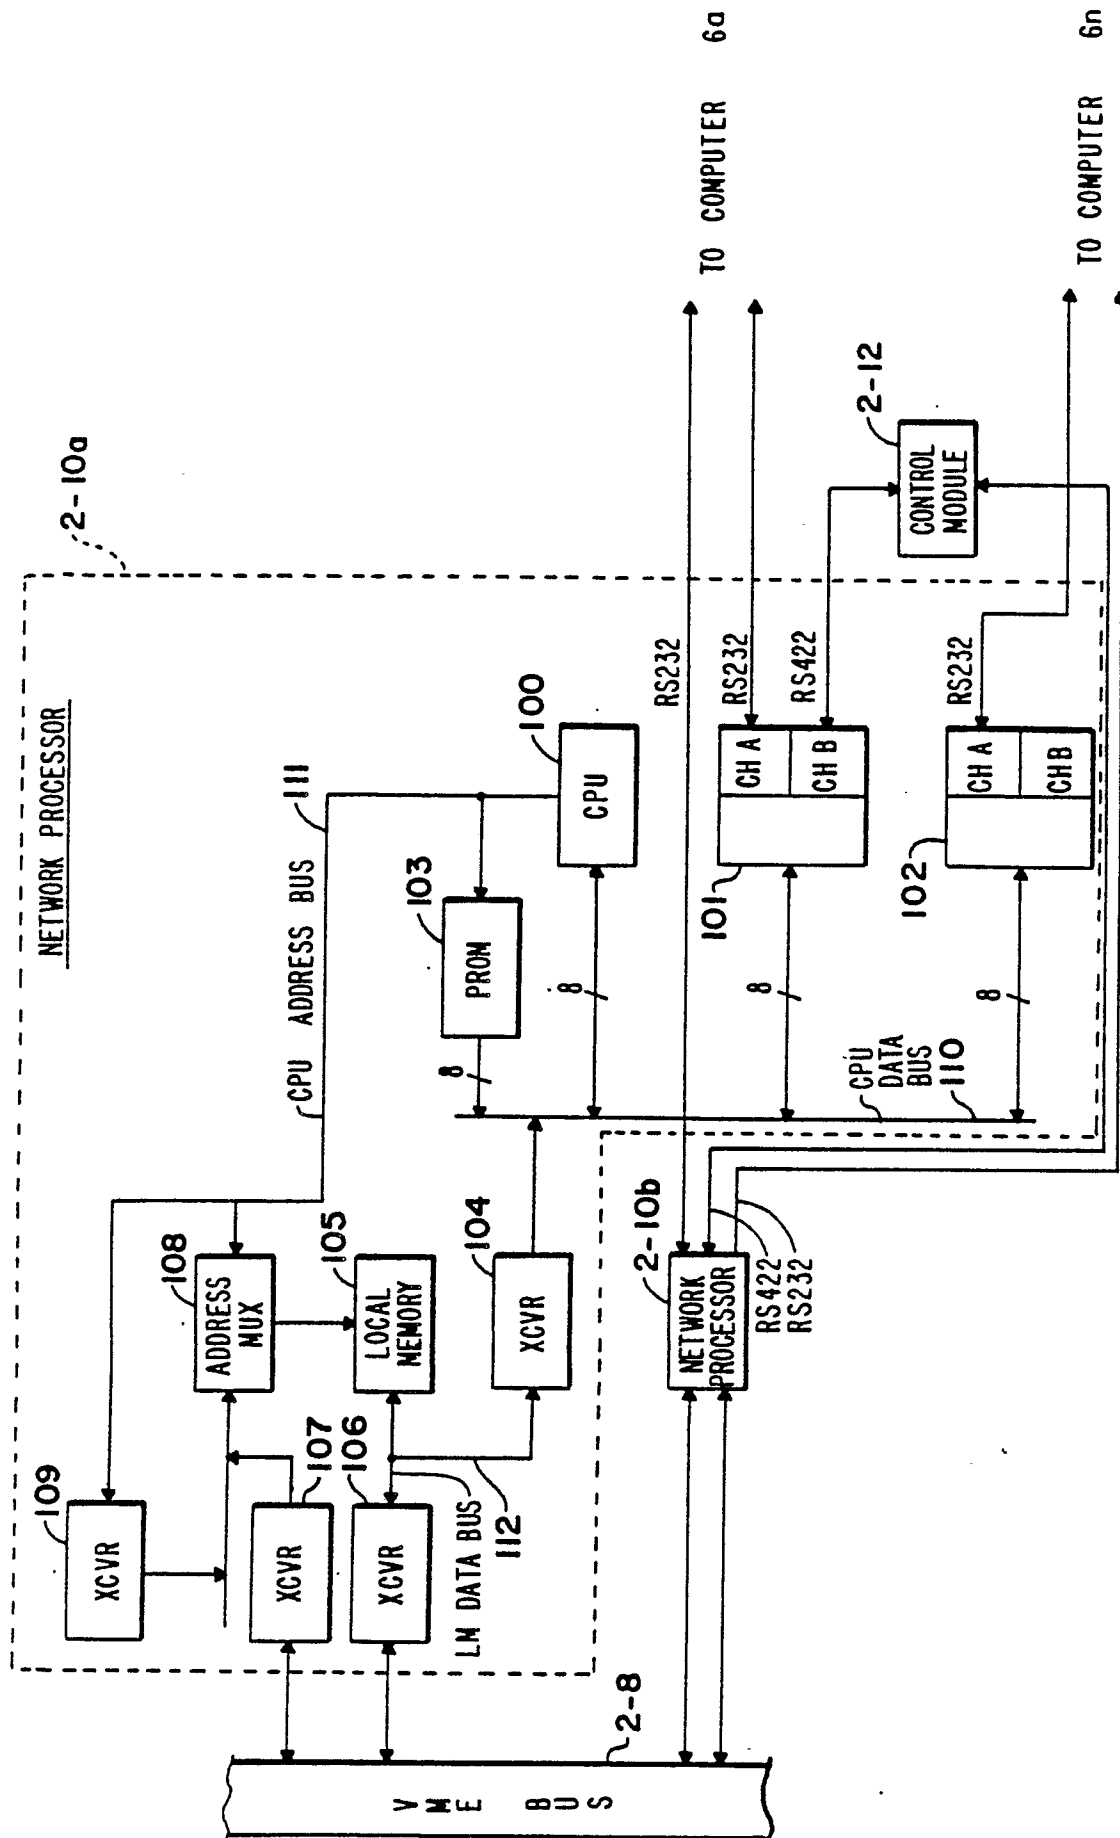 NETWORK PROCESSOR
2-10a
109
XCVR
108
ADDRESS
MUX
CPU ADDRESS BUS
111
107
XCVR
105
LOCAL
MEMORY
103
PROM
100
CPU
106
XCVR
LM DATA BUS
112
104
XCVR
8
8
VME BUS
2-8
2-10b
NETWORK
PROCESSOR
RS422
RS232
RS232
TO COMPUTER 6a
RS232
RS422
101
CH A
CH B
8
CPU
DATA
BUS
110
2-12
CONTROL
MODULE
102
CH A
CH B
8
RS232
TO COMPUTER 6n